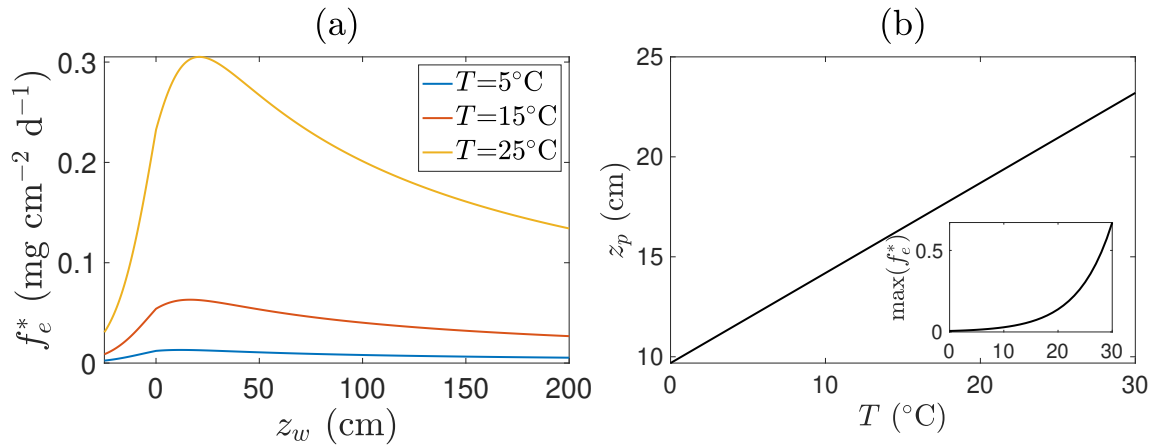 (a)
f*e (mg cm−2 d−1)
0.3
0.2
0.1
0
T=5°C
T=15°C
T=25°C
0 50 100 150 200
zw (cm)
(b)
zp (cm)
25
20
15
10
0 10 20 30
T (°C)
max(f*e)
0.5
0
0 10 20 30